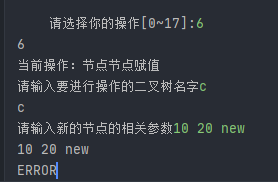 请选择你的操作[0~17]:6
6
当前操作：节点节点赋值
请输入要进行操作的二叉树名字c
c
请输入新的节点的相关参数10 20 new
10 20 new
ERROR